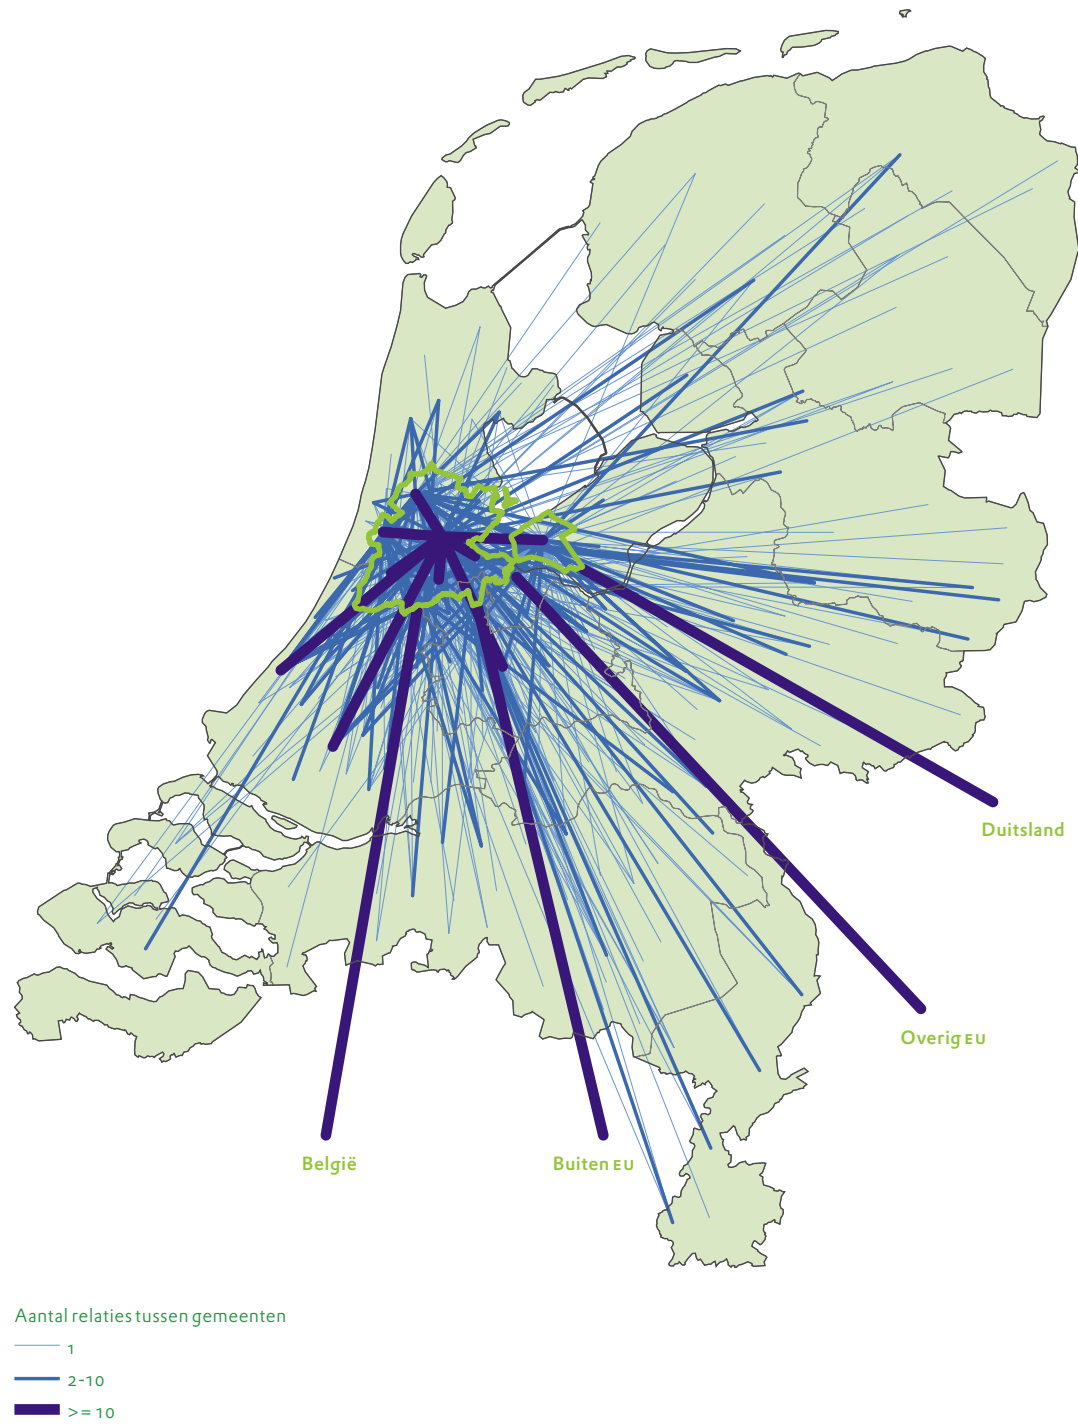 Duitsland
Overig EU
België
Buiten EU
Aantal relaties tussen gemeenten
1
2-10
>= 10